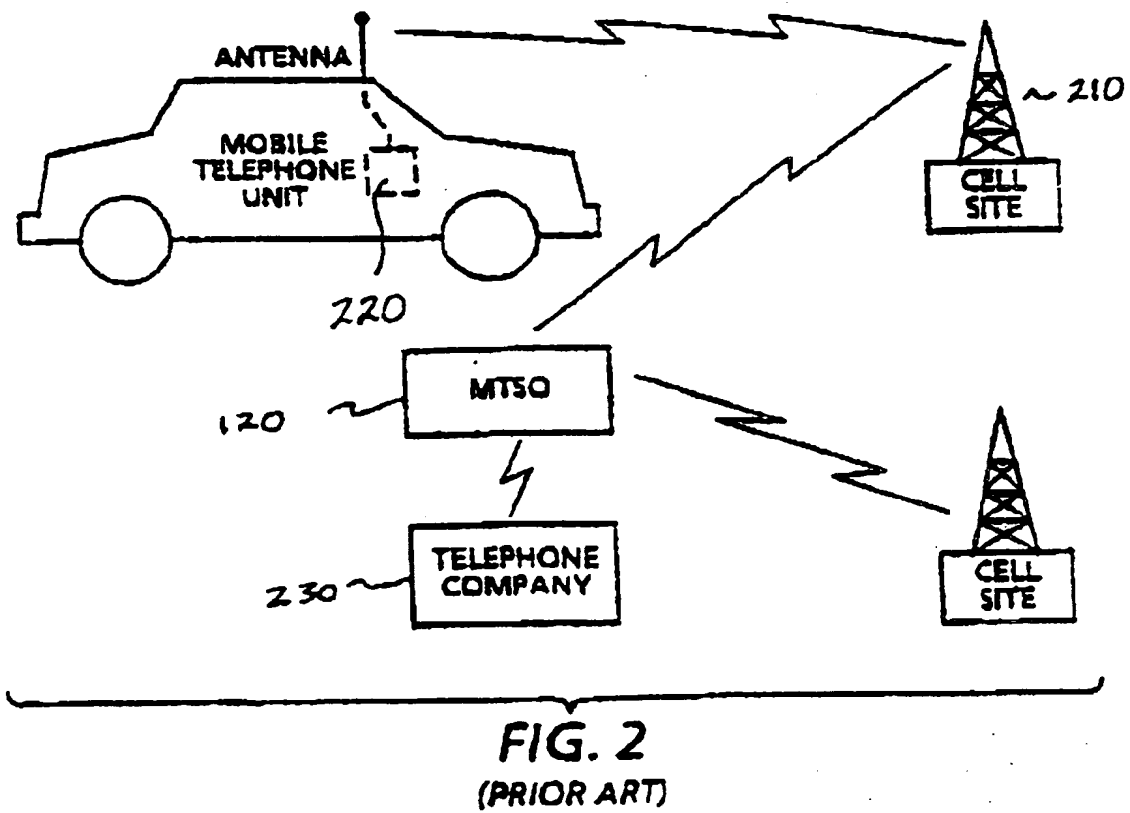 ANTENNA
MOBILE
TELEPHONE
UNIT
220
210
CELL
SITE
MTSO
120
TELEPHONE
COMPANY
230
CELL
SITE
FIG. 2
(PRIOR ART)